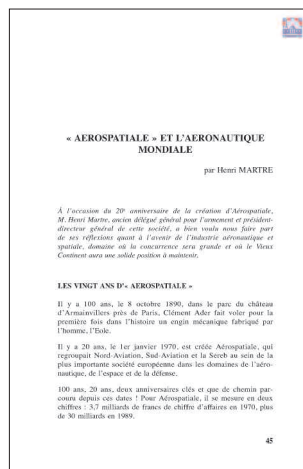 « AEROSPATIALE » ET L'AERONAUTIQUE
MONDIALE
par Henri MARTRE
À l'occasion du 20e anniversaire de la création d'Aérospatiale,
M. Henri Martre, ancien délégué général pour l'armement et président-
directeur général de cette société, a bien voulu nous faire part
de ses réflexions quant à l'avenir de l'industrie aéronautique et
spatiale, domaine où la concurrence sera grande et où le Vieux
Continent aura une solide position à maintenir.
LES VINGT ANS D'« AEROSPATIALE »
Il y a 100 ans, le 8 octobre 1890, dans le parc du château
d'Armainvillers près de Paris, Clément Ader fait voler pour la
première fois dans l'histoire un engin mécanique fabriqué par
l'homme, l'Eole.
Il y a 20 ans, le 1er janvier 1970, est créée Aérospatiale, qui
regroupait Nord-Aviation, Sud-Aviation et la Sereb au sein de la
plus importante société européenne dans les domaines de l'aéro-
nautique, de l'espace et de la défense.
100 ans, 20 ans, deux anniversaires clés et que de chemin par-
couru depuis ces dates ! Pour Aérospatiale, il se mesure en deux
chiffres : 3,7 milliards de francs de chiffre d'affaires en 1970, plus
de 30 milliards en 1989.
45